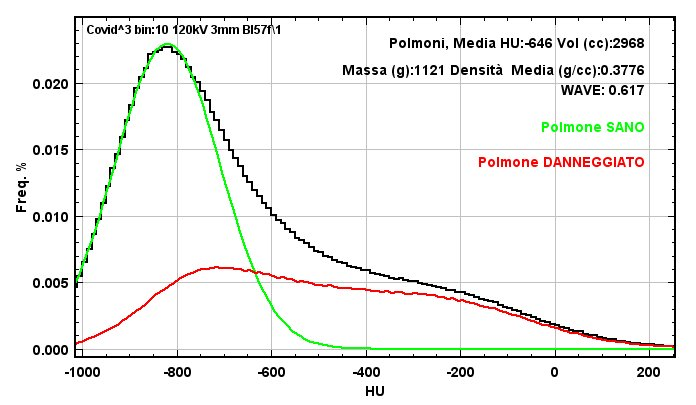 Covid^3 bin:10 120kV 3mm Bl57f\1
Polmoni, Media HU:-646 Vol (cc):2968
Massa (g):1121 Densità Media (g/cc):0.3776
WAVE: 0.617
Polmone SANO
Polmone DANNEGGIATO
Freq. %
0.020
0.015
0.010
0.005
0.000
-1000 -800 -600 -400 -200 0 200
HU